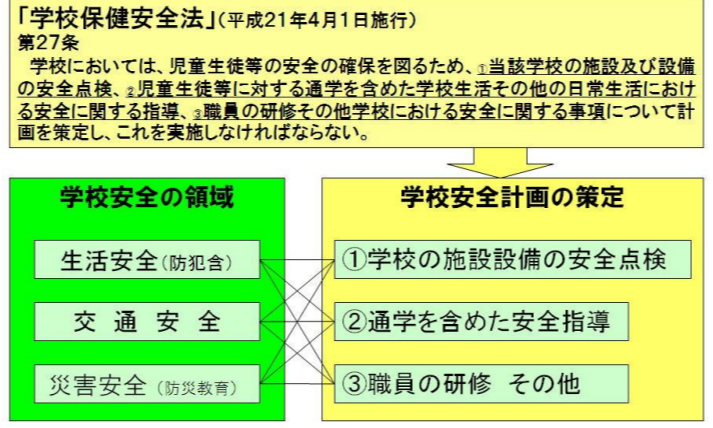 「学校保健安全法」(平成21年4月1日施行)
第27条
学校においては、児童生徒等の安全の確保を図るため、①当該学校の施設及び設備
の安全点検、②児童生徒等に対する通学を含めた学校生活その他の日常生活におけ
る安全に関する指導、③職員の研修その他学校における安全に関する事項について計
画を策定し、これを実施しなければならない。
学校安全の領域
生活安全(防犯含)
交通安全
災害安全(防災教育)
学校安全計画の策定
①学校の施設設備の安全点検
②通学を含めた安全指導
③職員の研修 その他